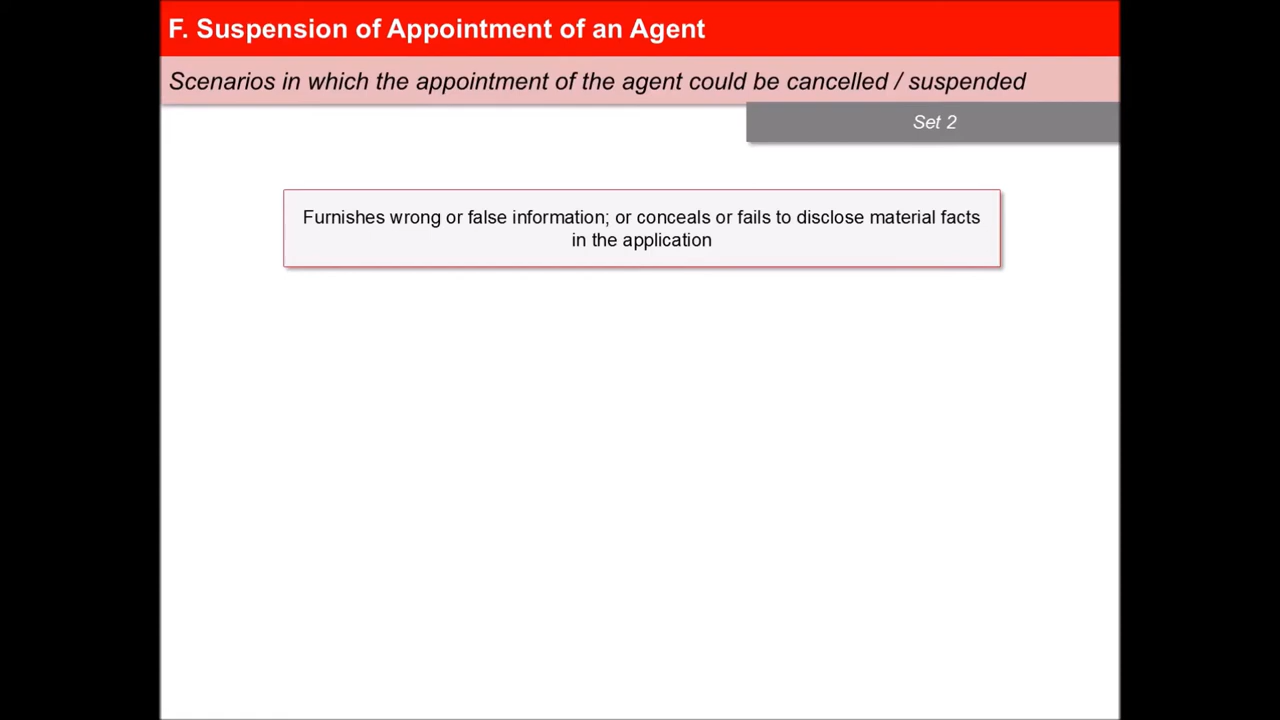 F. Suspension of Appointment of an Agent
Scenarios in which the appointment of the agent could be cancelled / suspended
Set 2
Furnishes wrong or false information; or conceals or fails to disclose material facts
in the application